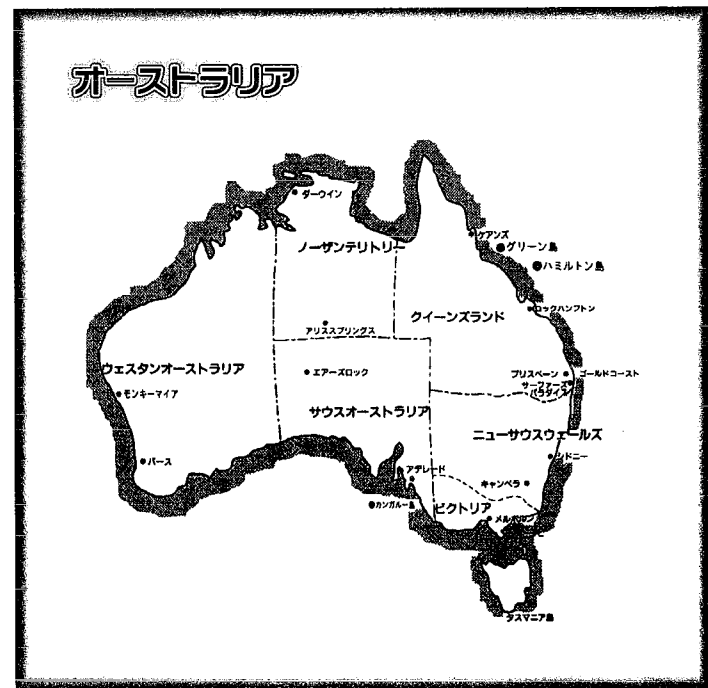 オーストラリア
ダーウイン
ケアンズ
グリーン島
ノーザンテリトリー
ハミルトン島
ロックハンプトン
クイーンズランド
アリススプリングス
ウェスタンオーストラリア
エアーズロック
ブリスベーン
ゴールドコースト
サーファーズ
パラダイス
モンキーマイア
サウスオーストラリア
ニューサウスウェールズ
シドニー
パース
アデレード
キャンベラ
カンガルー島
ビクトリア
メルボルン
タスマニア島